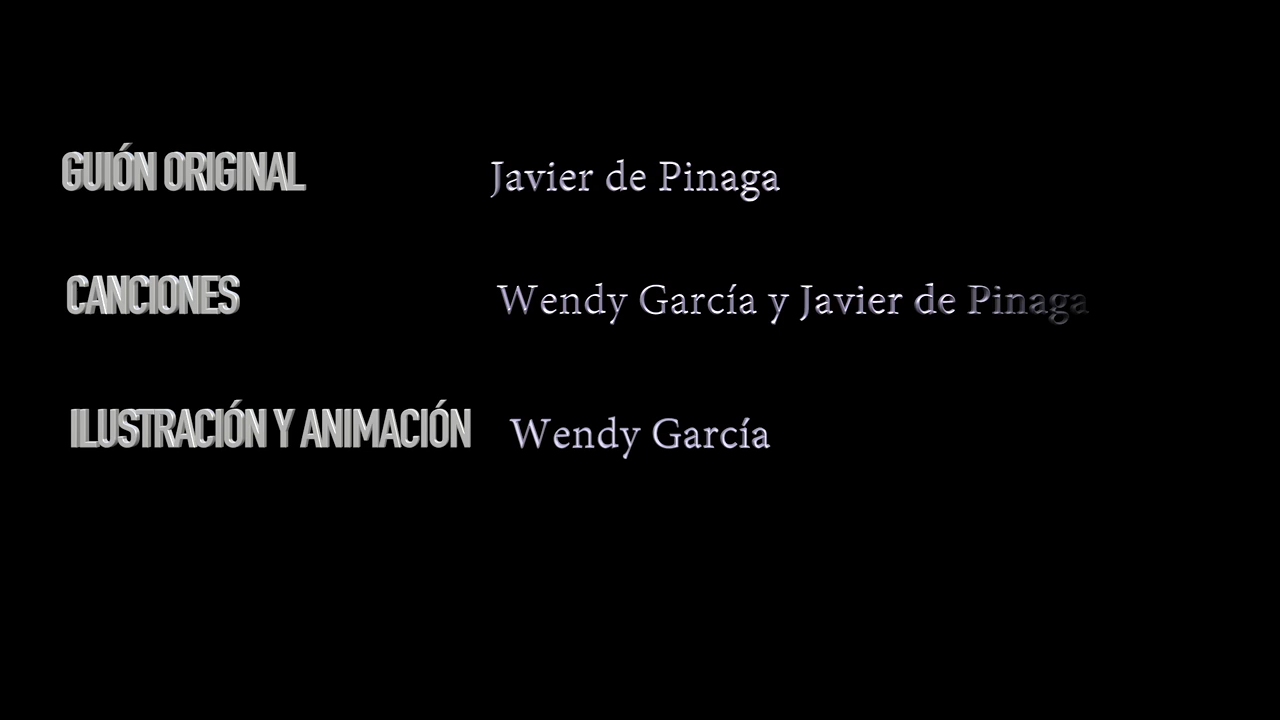 GUIÓN ORIGINAL Javier de Pinaga
CANCIONES Wendy García y Javier de Pinaga
ILUSTRACIÓN Y ANIMACIÓN Wendy García